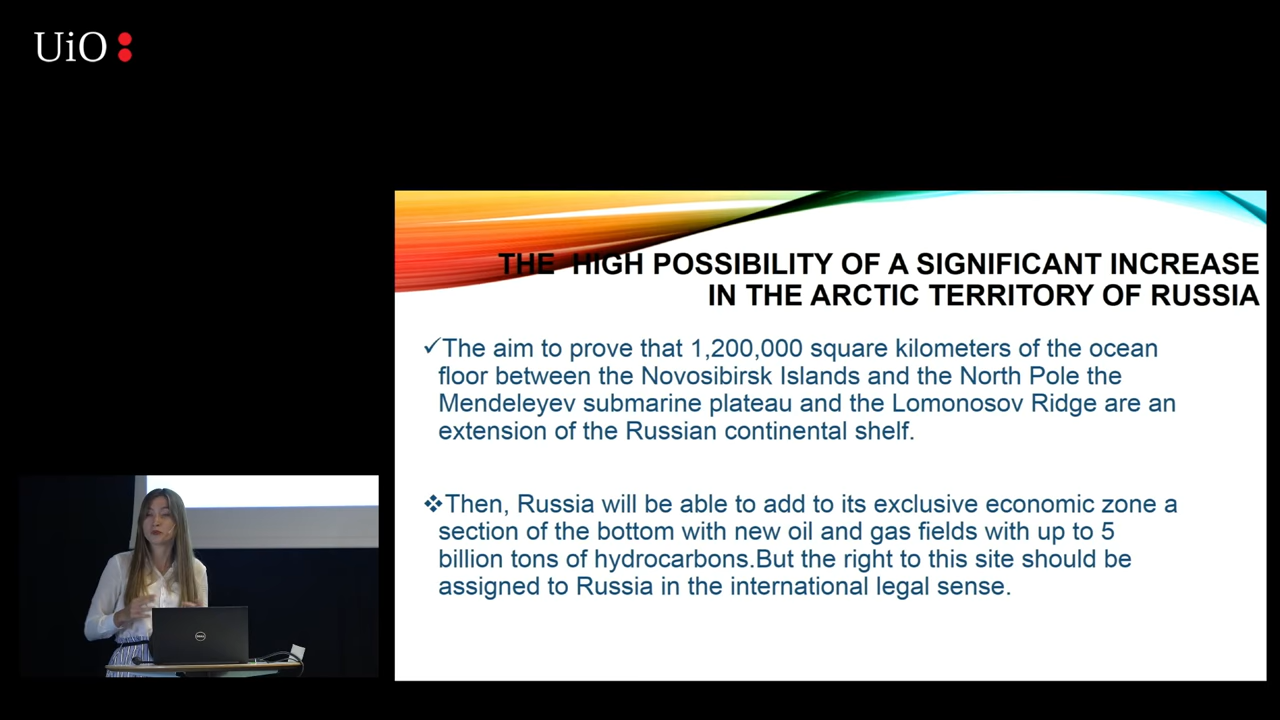 UiO
THE HIGH POSSIBILITY OF A SIGNIFICANT INCREASE
IN THE ARCTIC TERRITORY OF RUSSIA
The aim to prove that 1,200,000 square kilometers of the ocean
floor between the Novosibirsk Islands and the North Pole the
Mendeleyev submarine plateau and the Lomonosov Ridge are an
extension of the Russian continental shelf.
Then, Russia will be able to add to its exclusive economic zone a
section of the bottom with new oil and gas fields with up to 5
billion tons of hydrocarbons.But the right to this site should be
assigned to Russia in the international legal sense.
DELL